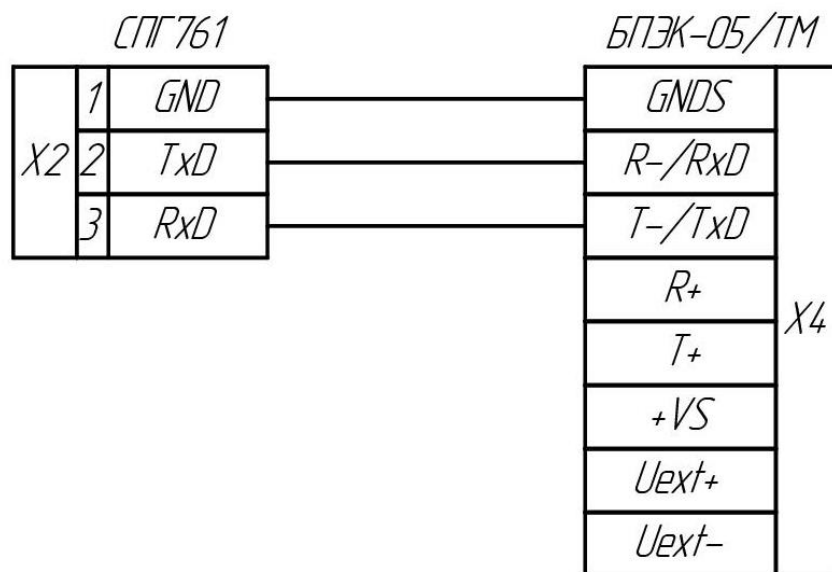 СПГ761 БПЭК-05/ТМ
1 GND GNDS
X2 2 TxD R-/RxD
3 RxD T-/TxD
R+
T+
X4
+VS
Uext+
Uext-